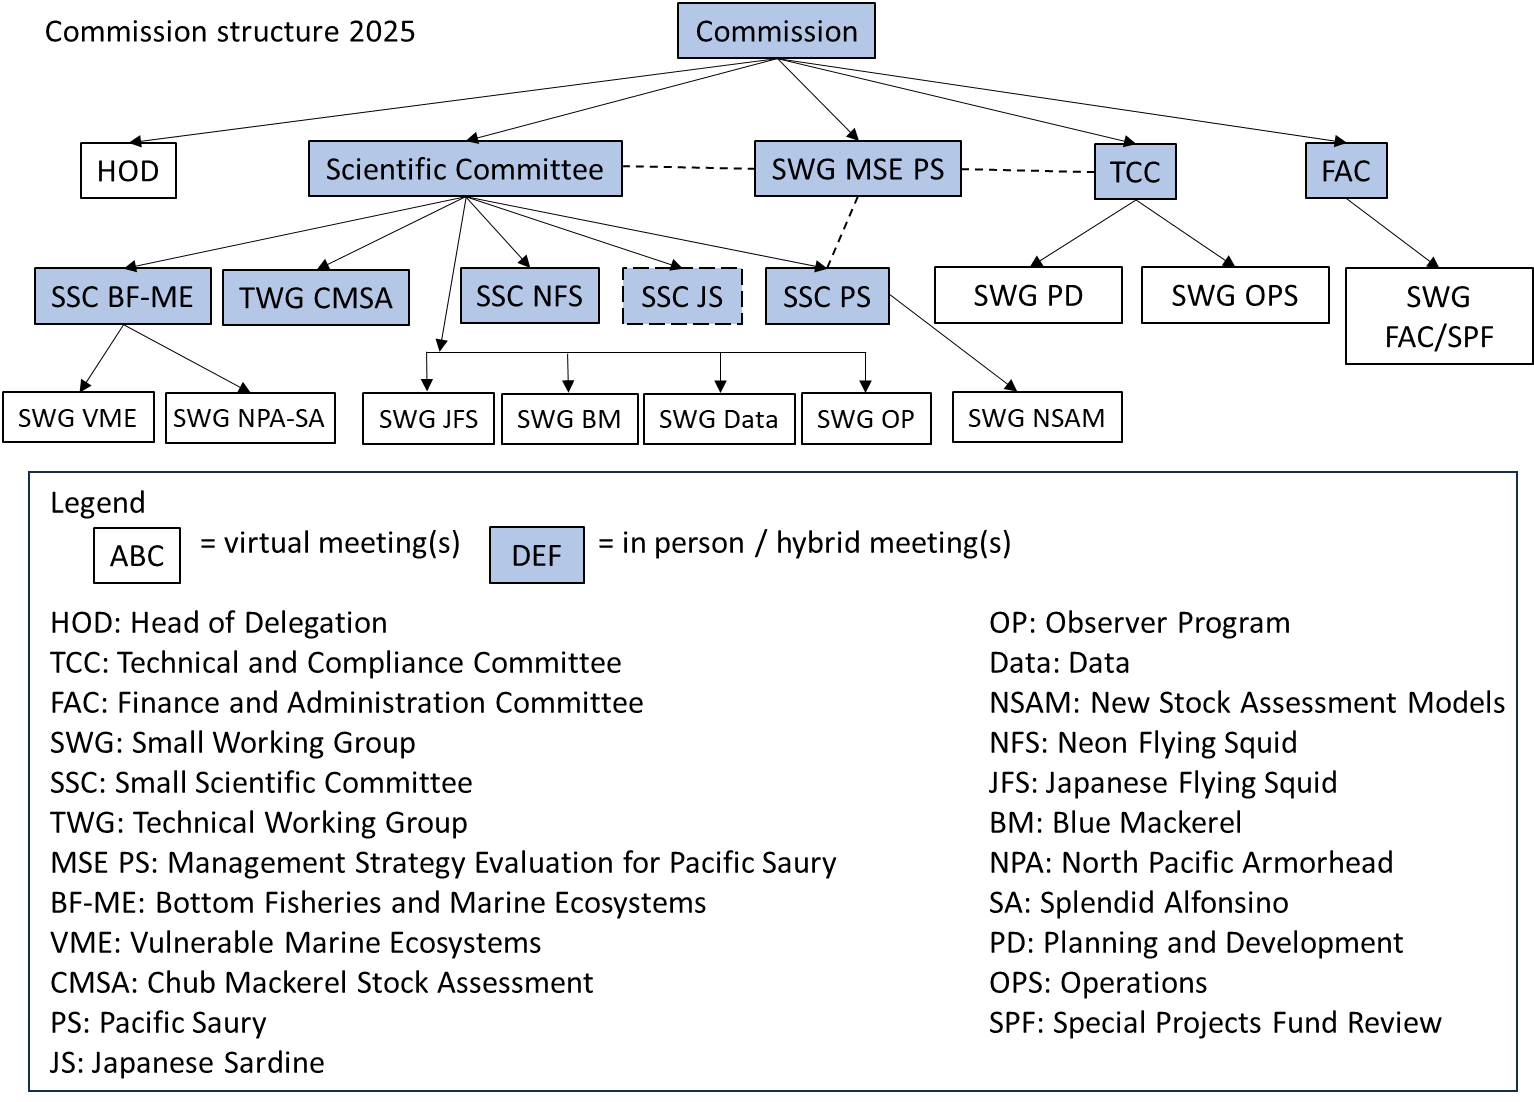 Commission structure 2025
Commission
HOD
Scientific Committee
SWG MSE PS
TCC
FAC
SSC BF-ME
TWG CMSA
SSC NFS
SSC JS
SSC PS
SWG PD
SWG OPS
SWG
FAC/SPF
SWG VME
SWG NPA-SA
SWG JFS
SWG BM
SWG Data
SWG OP
SWG NSAM
Legend
ABC
= virtual meeting(s)
DEF
= in person / hybrid meeting(s)
HOD: Head of Delegation
TCC: Technical and Compliance Committee
FAC: Finance and Administration Committee
SWG: Small Working Group
SSC: Small Scientific Committee
TWG: Technical Working Group
MSE PS: Management Strategy Evaluation for Pacific Saury
BF-ME: Bottom Fisheries and Marine Ecosystems
VME: Vulnerable Marine Ecosystems
CMSA: Chub Mackerel Stock Assessment
PS: Pacific Saury
JS: Japanese Sardine
OP: Observer Program
Data: Data
NSAM: New Stock Assessment Models
NFS: Neon Flying Squid
JFS: Japanese Flying Squid
BM: Blue Mackerel
NPA: North Pacific Armorhead
SA: Splendid Alfonsino
PD: Planning and Development
OPS: Operations
SPF: Special Projects Fund Review